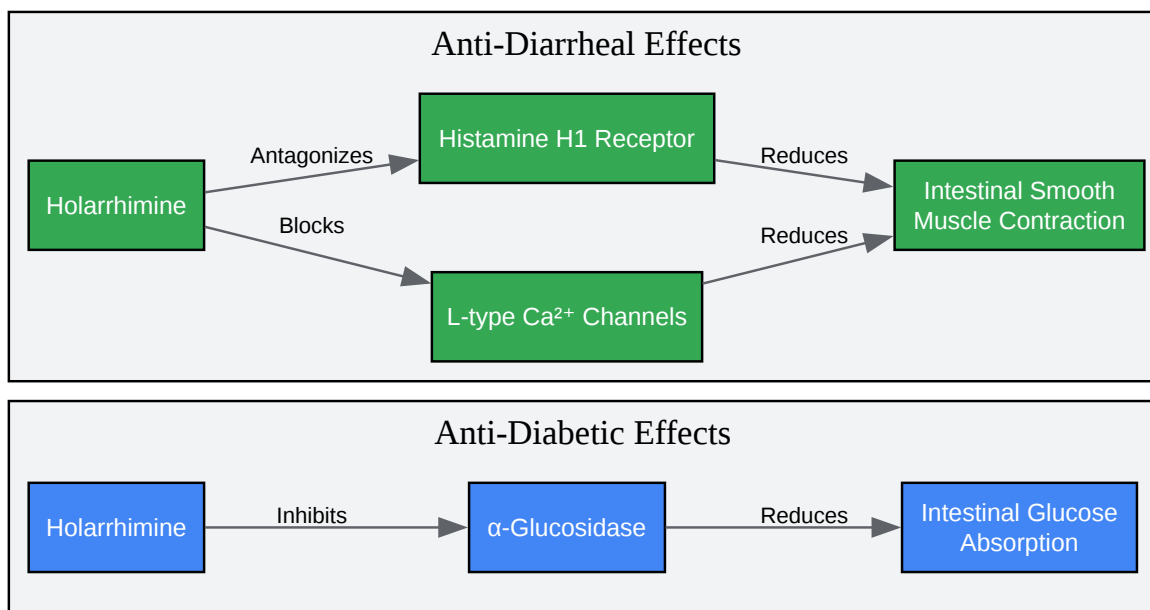 Anti-Diarrheal Effects
Holarrhimine
Antagonizes
Histamine H1 Receptor
Reduces
Intestinal Smooth
Muscle Contraction
Blocks
L-type Ca²⁺ Channels
Reduces
Anti-Diabetic Effects
Holarrhimine
Inhibits
α-Glucosidase
Reduces
Intestinal Glucose
Absorption